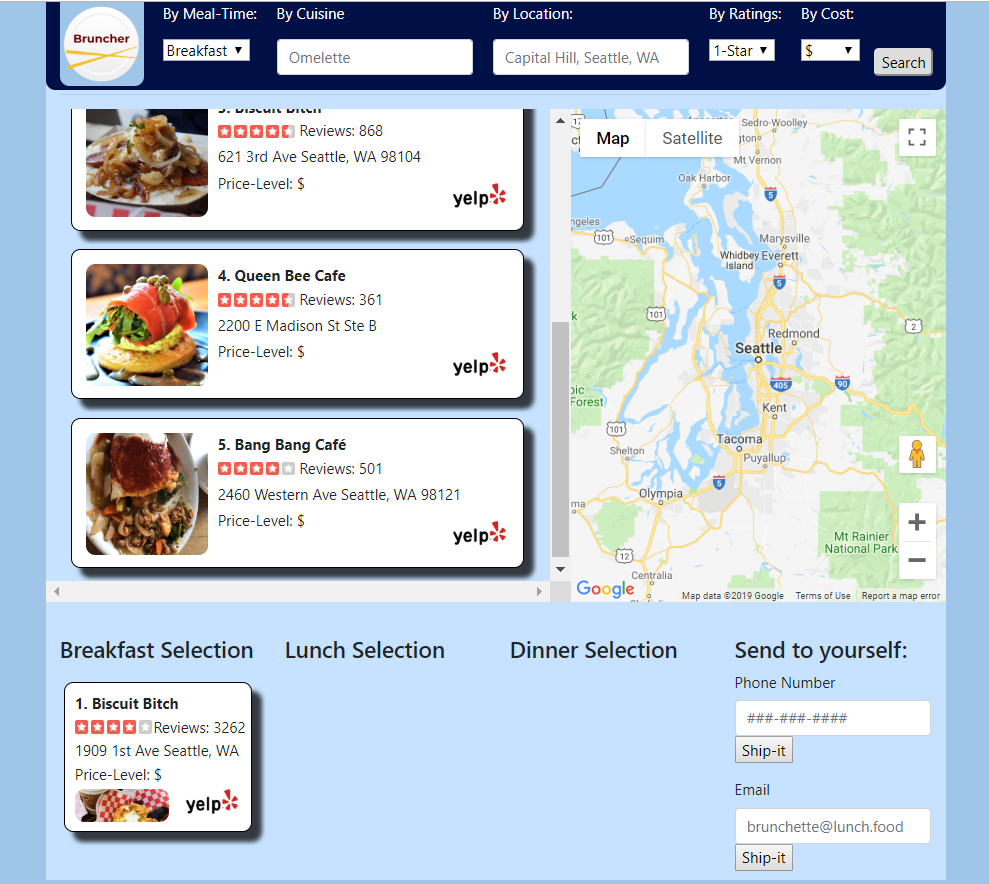 Bruncher
By Meal-Time:
Breakfast
By Cuisine
Omelette
By Location:
Capital Hill, Seattle, WA
By Ratings:
1-Star
By Cost:
$
Search
3. Biscuit Bitch
Reviews: 868
621 3rd Ave Seattle, WA 98104
Price-Level: $
yelp
4. Queen Bee Cafe
Reviews: 361
2200 E Madison St Ste B
Price-Level: $
yelp
5. Bang Bang Café
Reviews: 501
2460 Western Ave Seattle, WA 98121
Price-Level: $
yelp
Map
Satellite
Sedro-Woolley
Mt Vernon
Oak Harbor
5
ngeles
101
Sequim
Marysville
Whidbey
Island
Everett
5
101
k
2
Redmond
Seattle
405
90
pic
Forest
Kent
101
Tacoma
Shelton
Puyallup
5
Olympia
ma
Mt Rainier
National Park
12
Centralia
Google
Map data ©2019 Google
Terms of Use
Report a map error
Breakfast Selection
1. Biscuit Bitch
Reviews: 3262
1909 1st Ave Seattle, WA
Price-Level: $
yelp
Lunch Selection
Dinner Selection
Send to yourself:
Phone Number
###-###-####
Ship-it
Email
brunchette@lunch.food
Ship-it